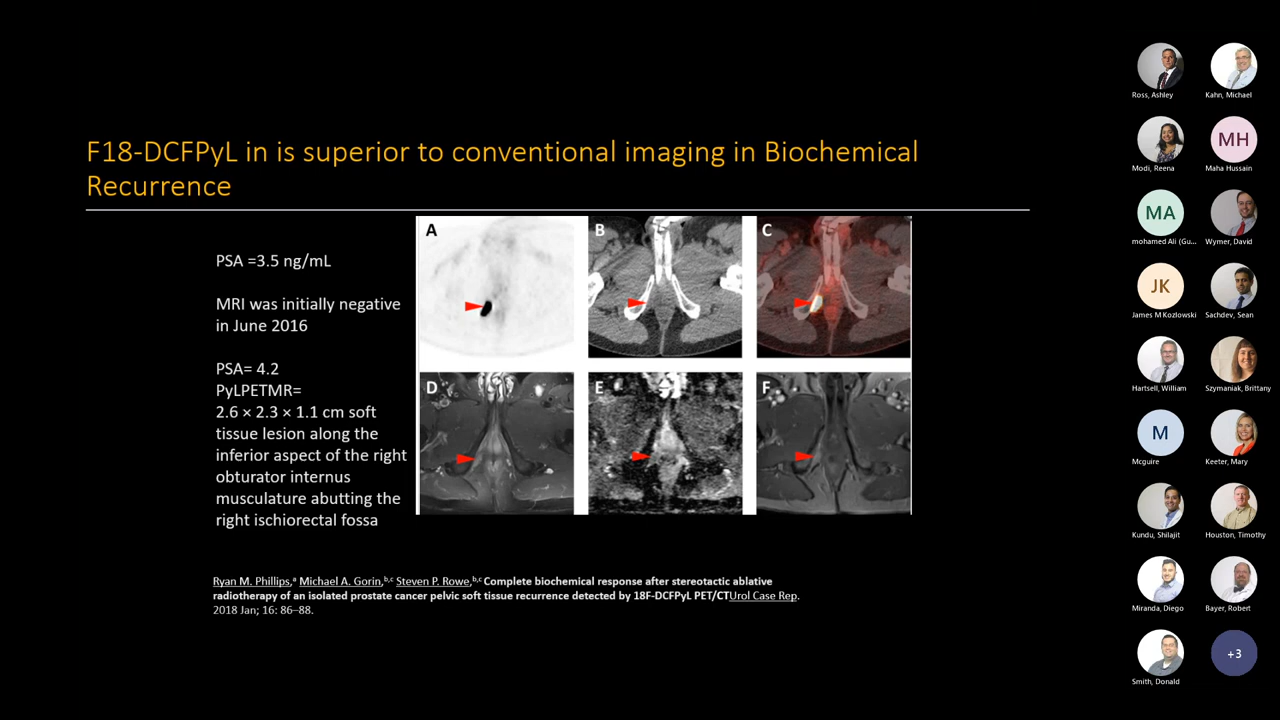 F18-DCFPyL in is superior to conventional imaging in Biochemical
Recurrence
PSA =3.5 ng/mL
MRI was initially negative
in June 2016
PSA= 4.2
PyLPETMR=
2.6 × 2.3 × 1.1 cm soft
tissue lesion along the
inferior aspect of the right
obturator internus
musculature abutting the
right ischiorectal fossa
A
B
C
D
E
F
Ryan M. Phillips,ᵃ Michael A. Gorin,ᵇ,ᶜ Steven P. Rowe,ᵇ,ᶜ Complete biochemical response after stereotactic ablative
radiotherapy of an isolated prostate cancer pelvic soft tissue recurrence detected by 18F-DCFPyL PET/CTUrol Case Rep.
2018 Jan; 16: 86–88.
Ross, Ashley
Kahn, Michael
Modi, Reena
MH
Maha Hussain
MA
mohamed Ali (Gu...
Wymer, David
JK
James M Kozlowski
Sachdev, Sean
Hartsell, William
Szymaniak, Brittany
M
Mcguire
Keeter, Mary
Kundu, Shilajit
Houston, Timothy
Miranda, Diego
Bayer, Robert
Smith, Donald
+3